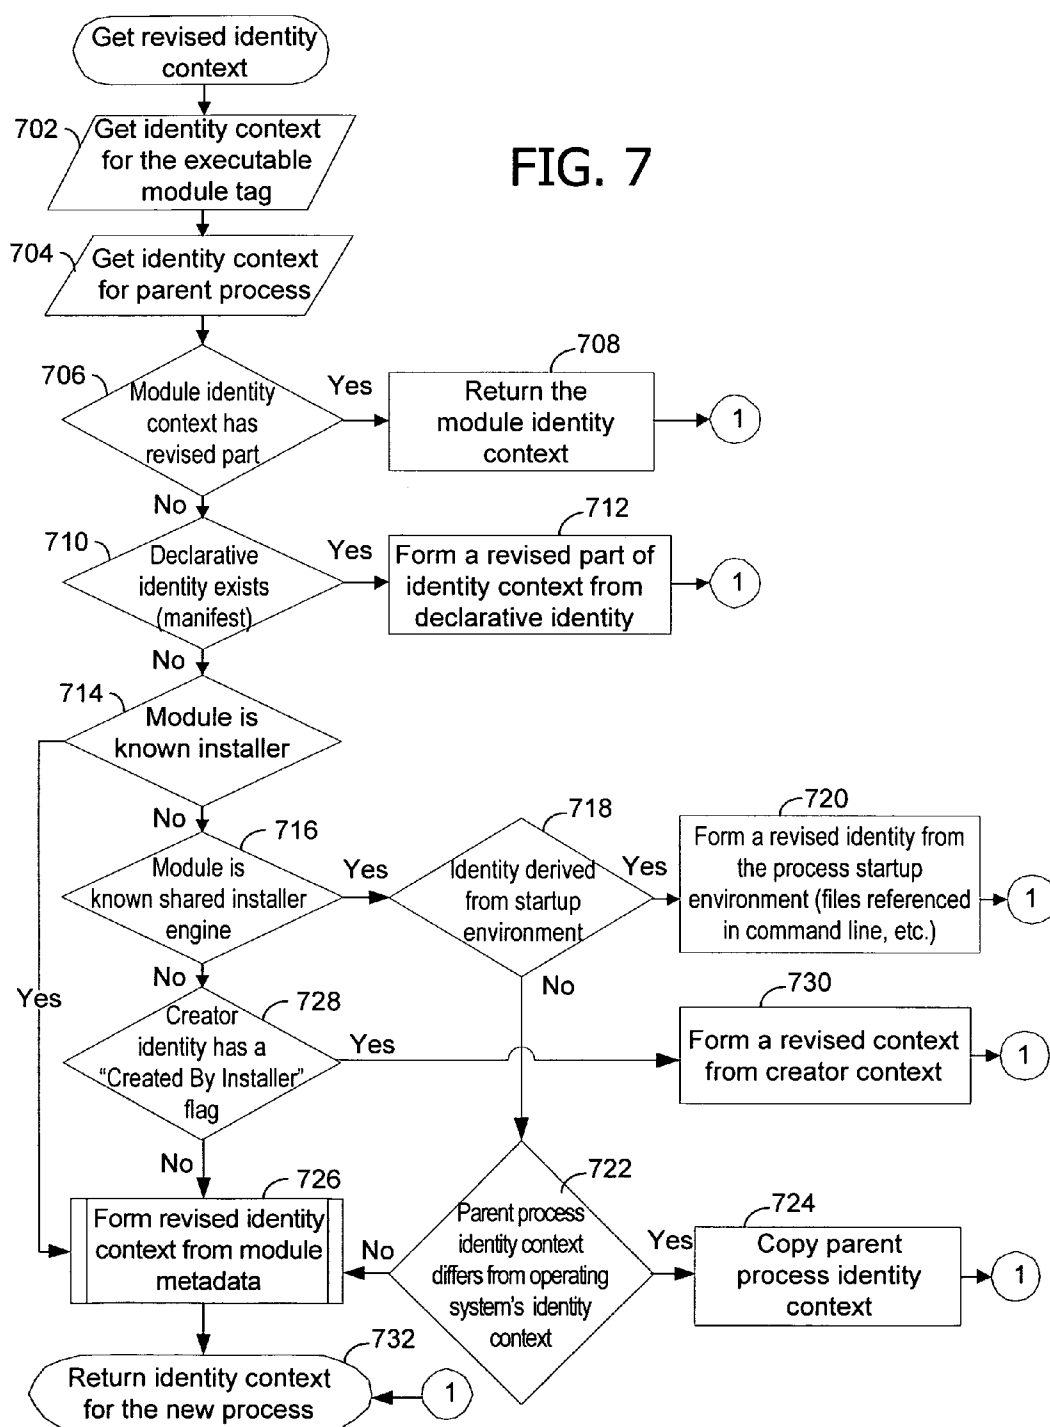 Get revised identity
context
702
Get identity context
for the executable
module tag
FIG. 7
704
Get identity context
for parent process
706
Module identity
context has
revised part
Yes
708
Return the
module identity
context
1
No
710
Declarative
identity exists
(manifest)
Yes
712
Form a revised part of
identity context from
declarative identity
1
No
714
Module is
known installer
No
716
Module is
known shared installer
engine
Yes
718
Identity derived
from startup
environment
Yes
720
Form a revised identity from
the process startup
environment (files referenced
in command line, etc.)
1
No
No
Yes
728
Creator
identity has a
“Created By Installer”
flag
Yes
730
Form a revised context
from creator context
1
No
726
Form revised identity
context from module
metadata
No
722
Parent process
identity context
differs from operating
system's identity
context
Yes
724
Copy parent
process identity
context
1
732
Return identity context
for the new process
1